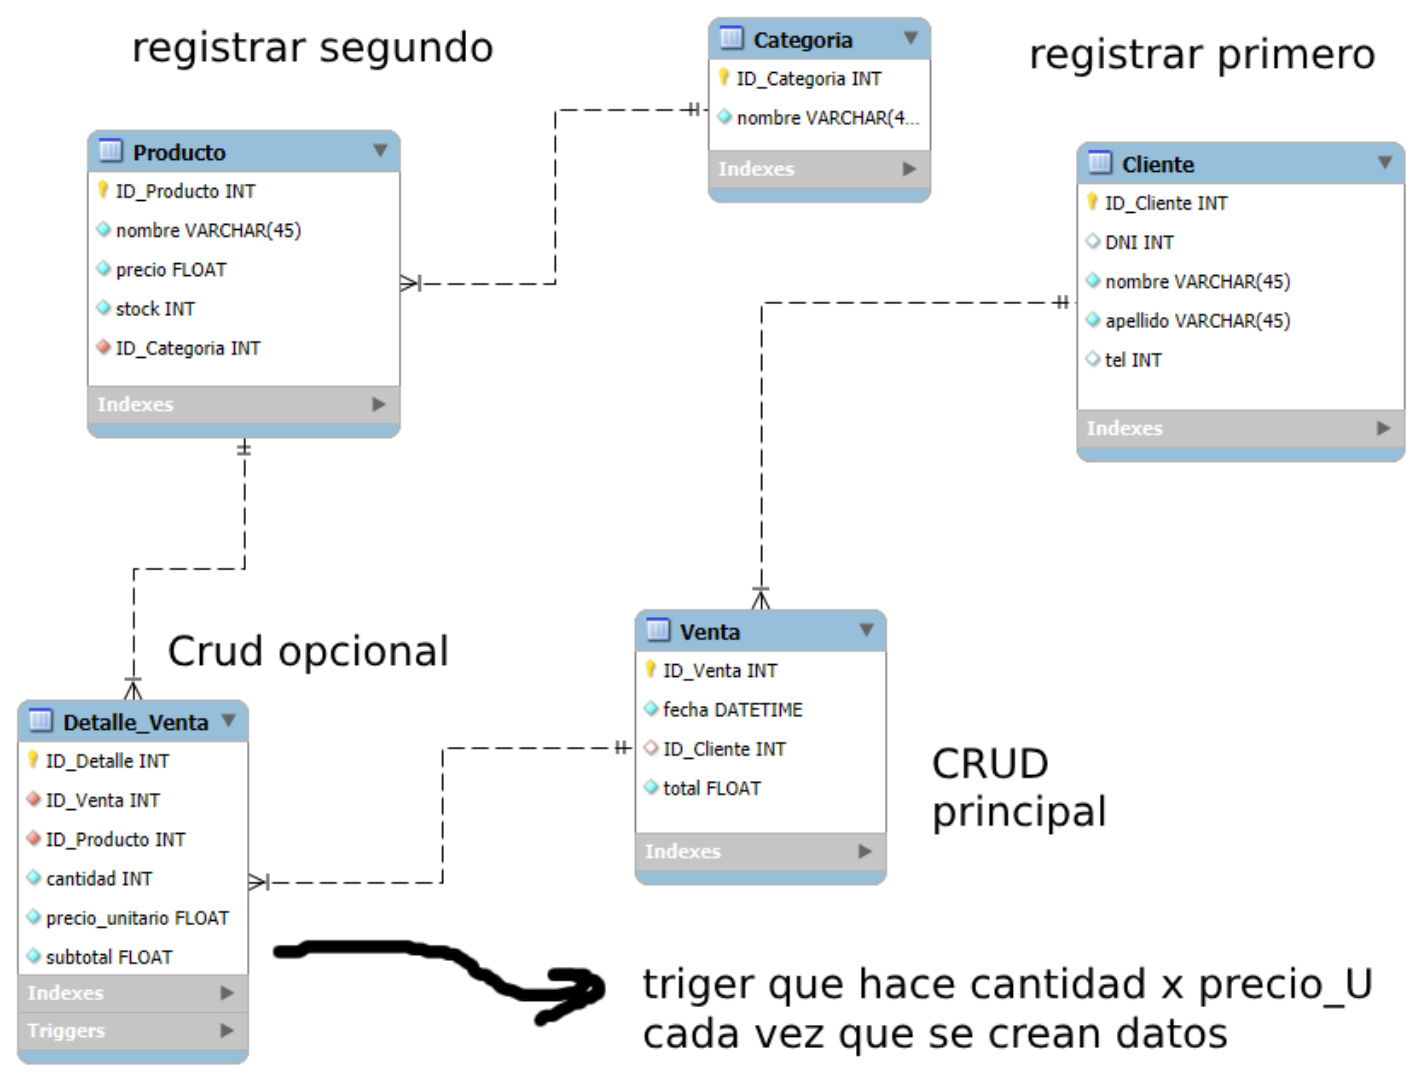 registrar segundo
Categoria
ID_Categoria INT
nombre VARCHAR(4...
Indexes
registrar primero
Producto
ID_Producto INT
nombre VARCHAR(45)
precio FLOAT
stock INT
ID_Categoria INT
Indexes
Cliente
ID_Cliente INT
DNI INT
nombre VARCHAR(45)
apellido VARCHAR(45)
tel INT
Indexes
Crud opcional
Detalle_Venta
ID_Detalle INT
ID_Venta INT
ID_Producto INT
cantidad INT
precio_unitario FLOAT
subtotal FLOAT
Indexes
Triggers
Venta
ID_Venta INT
fecha DATETIME
ID_Cliente INT
total FLOAT
Indexes
CRUD
principal
triger que hace cantidad x precio_U
cada vez que se crean datos